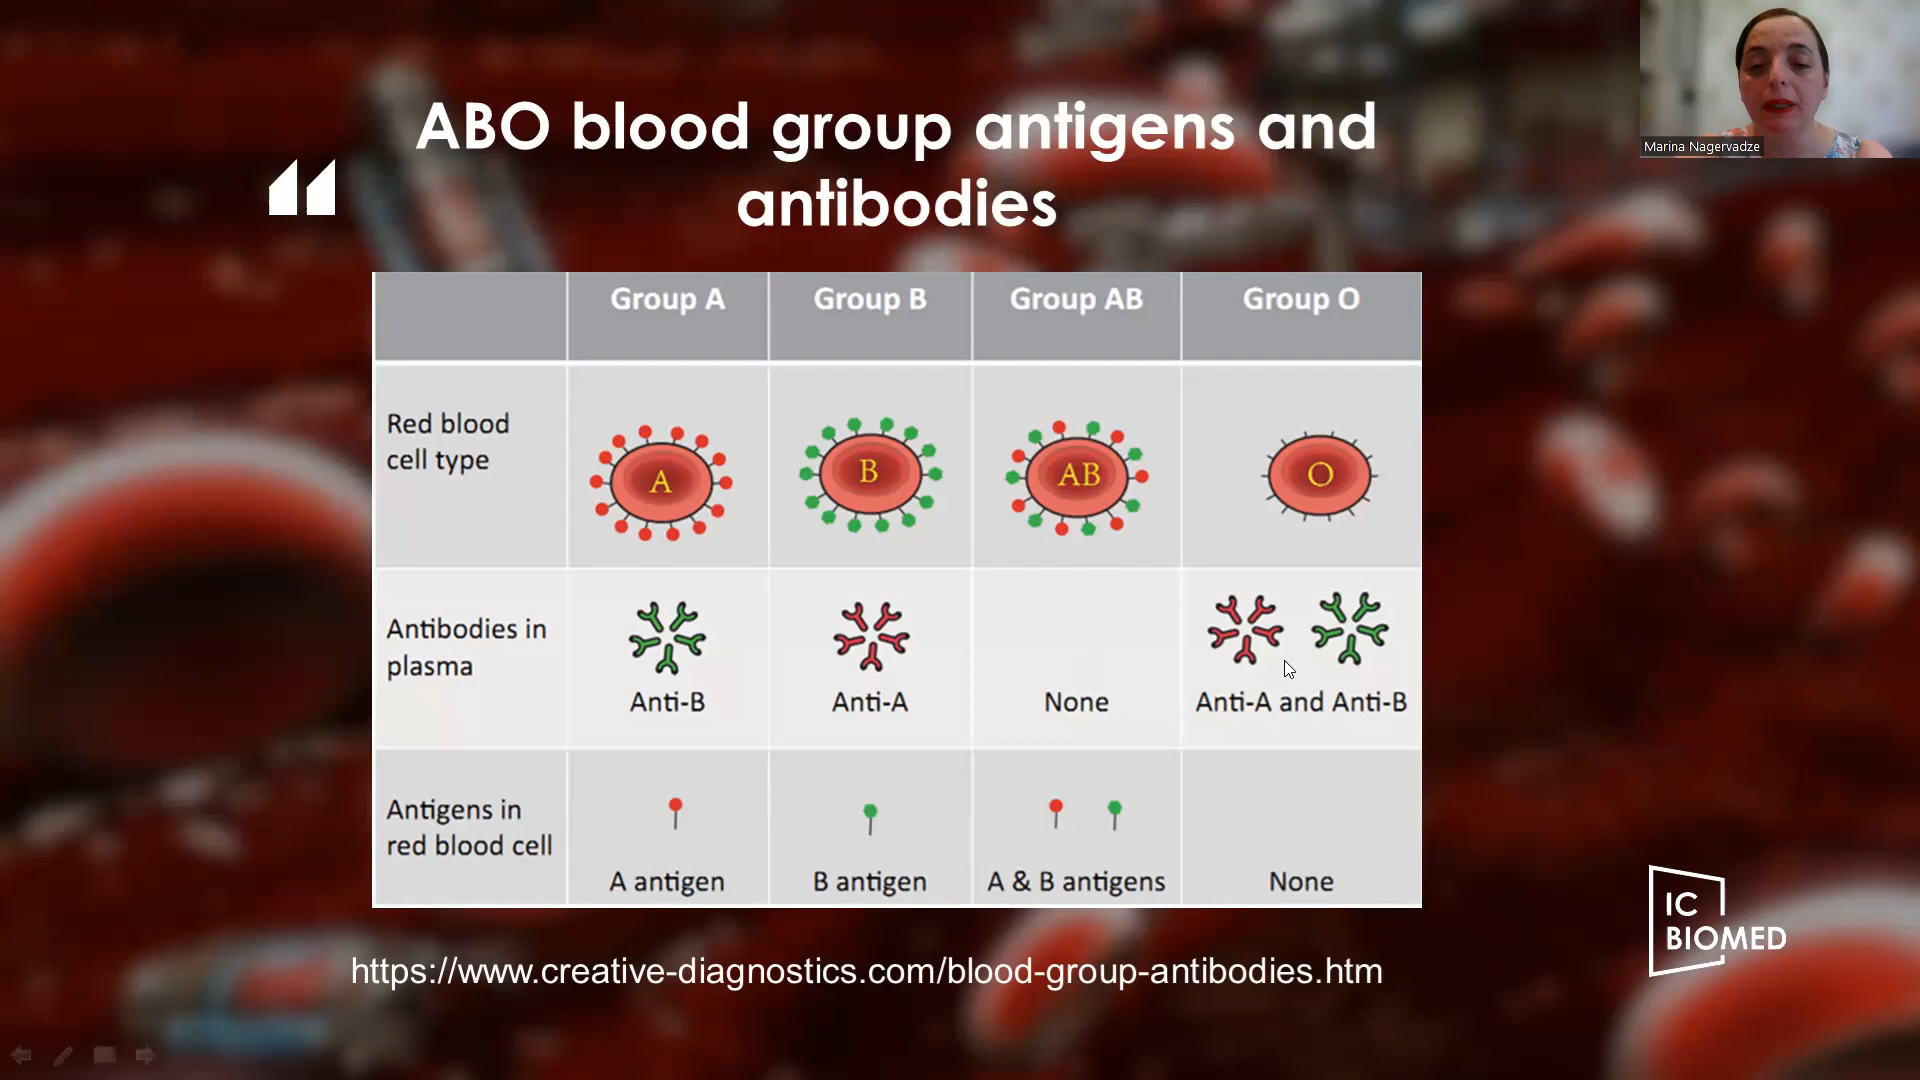 Marina Nagervadze
ABO blood group antigens and
antibodies
Group A
Group B
Group AB
Group O
Red blood
cell type
A
B
AB
O
Antibodies in
plasma
Anti-B
Anti-A
None
Anti-A and Anti-B
Antigens in
red blood cell
A antigen
B antigen
A & B antigens
None
IC
BIOMED
https://www.creative-diagnostics.com/blood-group-antibodies.htm